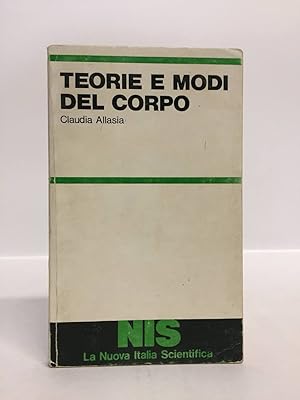 TEORIE E MODI
DEL CORPO
Claudia Allasia
NIS
La Nuova Italia Scientifica